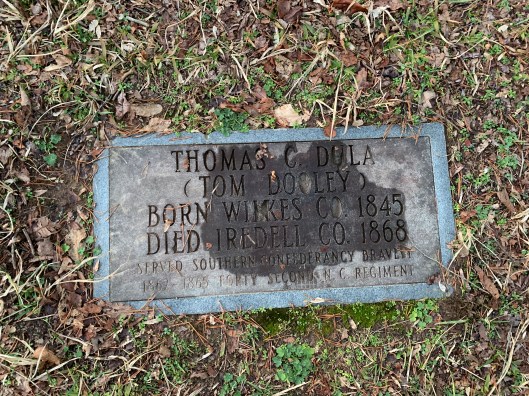 THOMAS C. DULA
(TOM DOOLEY)
BORN WILKES CO. 1845
DIED IREDELL CO. 1868
SERVED SOUTHERN CONFEDERANCY BRAVELY
1862 - 1865 FORTY SECOND N C REGIMENT